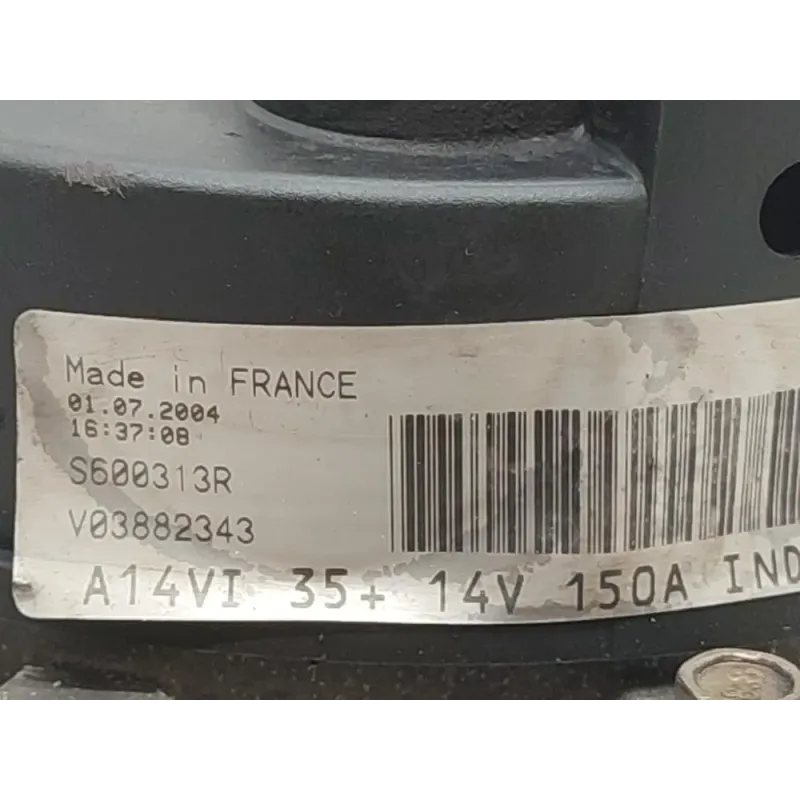 Made in FRANCE
01.07.2004
16:37:08
S600313R
V03882343
A14VI 35+ 14V 150A IND